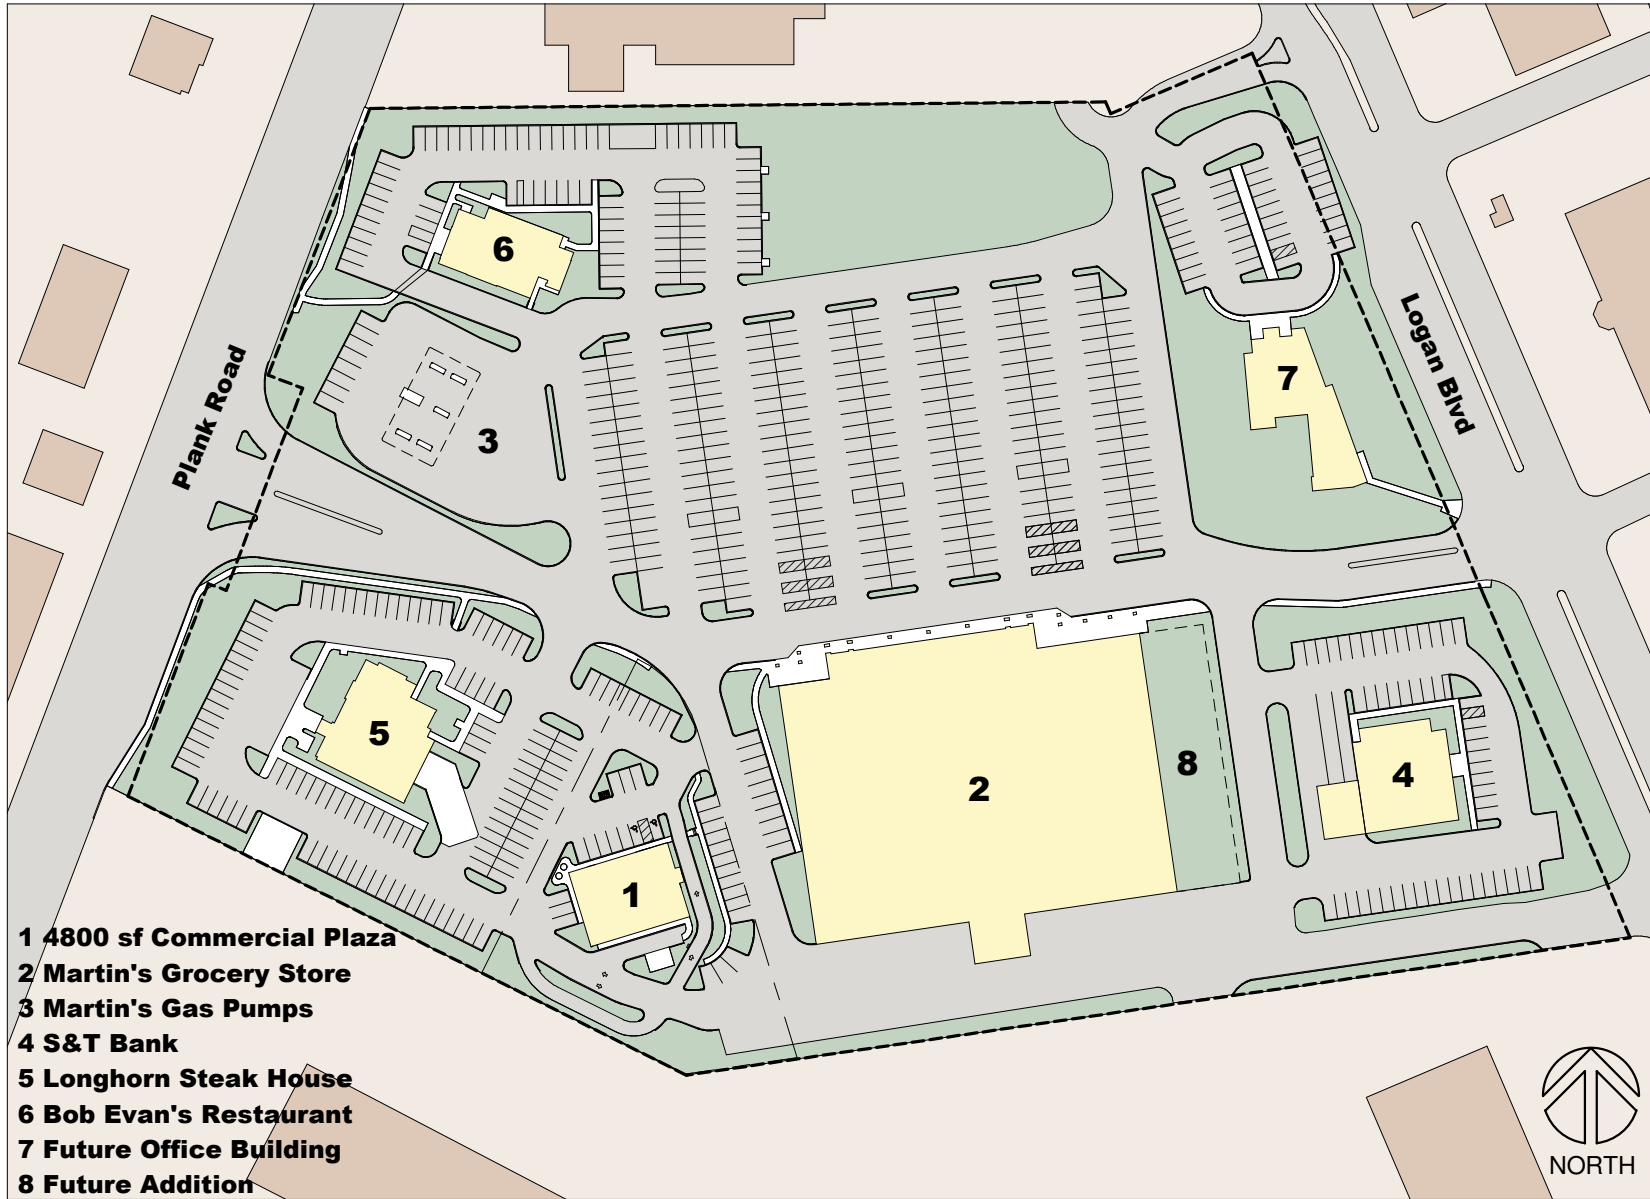 6
7
3
Plank Road
Logan Blvd
5
2
8
4
1
1 4800 sf Commercial Plaza
2 Martin's Grocery Store
3 Martin's Gas Pumps
4 S&T Bank
5 Longhorn Steak House
6 Bob Evan's Restaurant
7 Future Office Building
8 Future Addition
NORTH